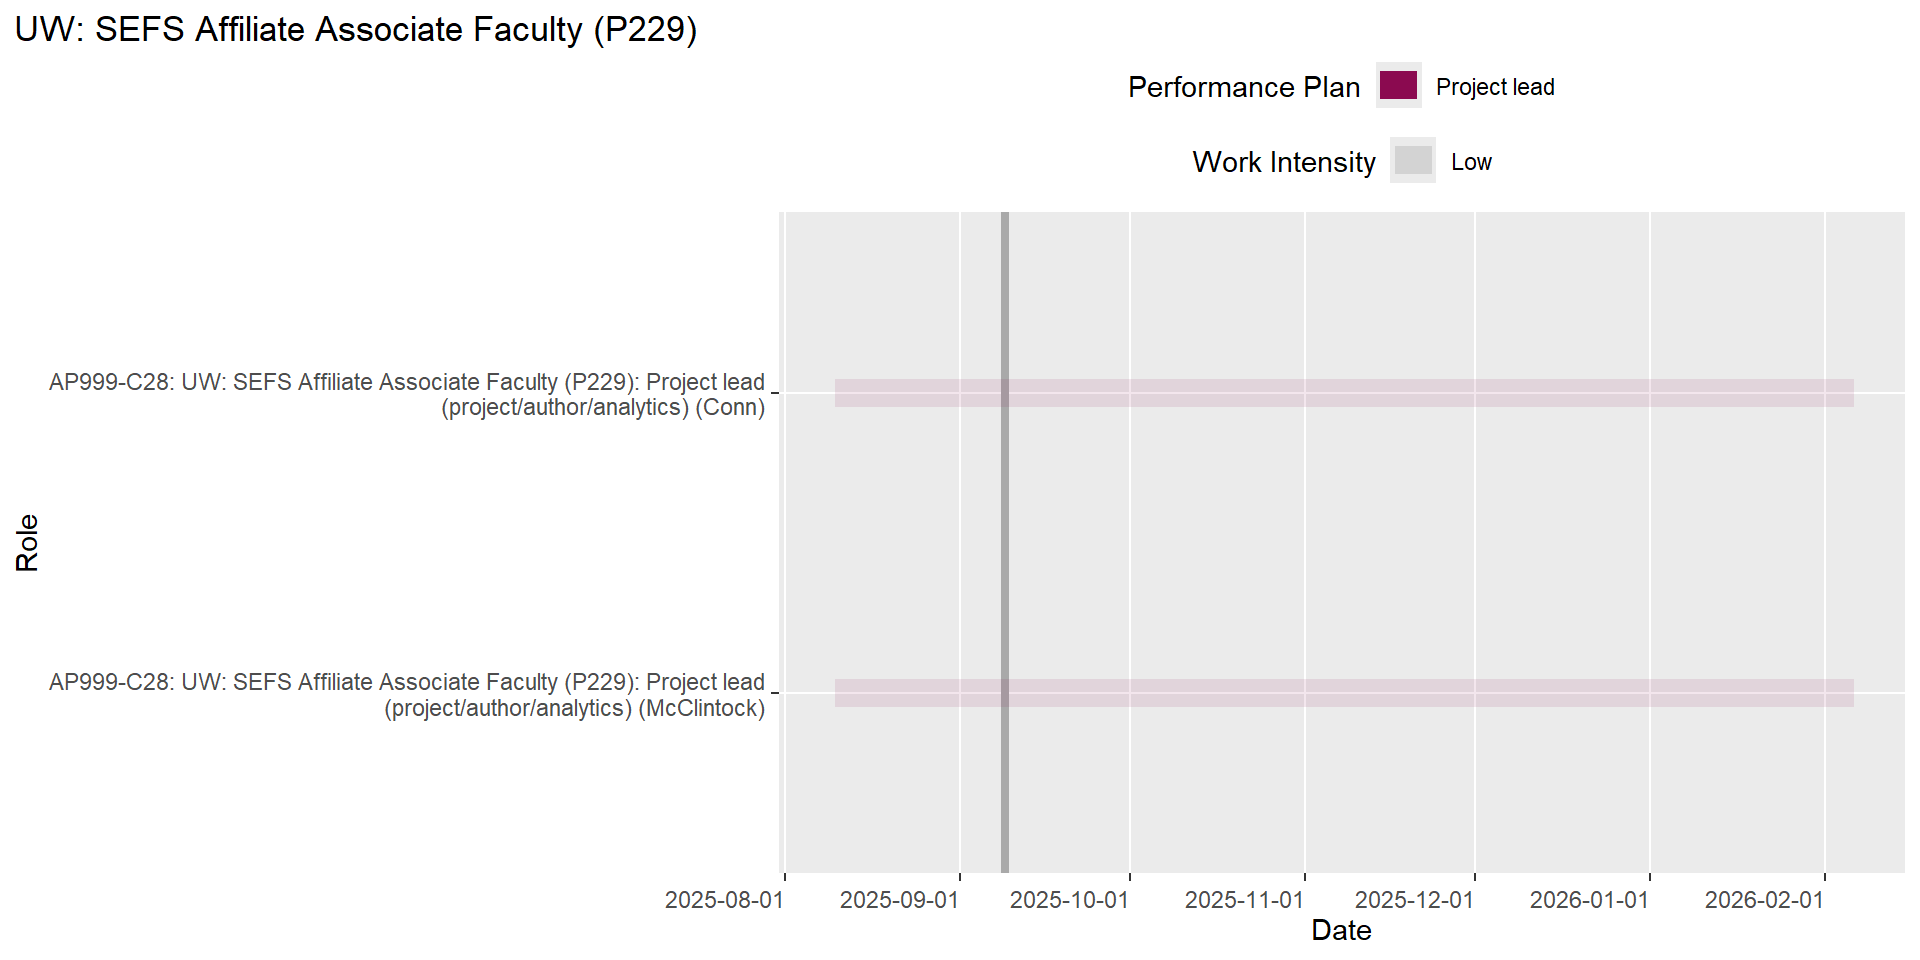 UW: SEFS Affiliate Associate Faculty (P229)
Performance Plan
Project lead
Work Intensity
Low
AP999-C28: UW: SEFS Affiliate Associate Faculty (P229): Project lead
(project/author/analytics) (Conn)
Role
AP999-C28: UW: SEFS Affiliate Associate Faculty (P229): Project lead
(project/author/analytics) (McClintock)
2025-08-01
2025-09-01
2025-10-01
2025-11-01
2025-12-01
2026-01-01
2026-02-01
Date